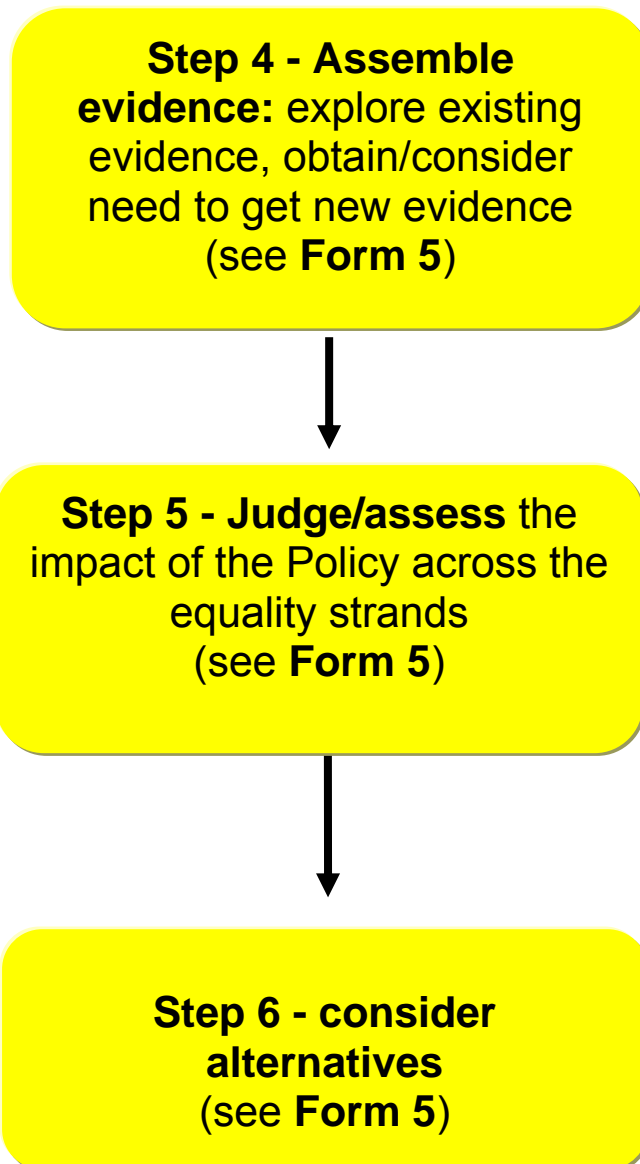 Step 4 - Assemble
evidence: explore existing
evidence, obtain/consider
need to get new evidence
(see Form 5)
Step 5 - Judge/assess the
impact of the Policy across the
equality strands
(see Form 5)
Step 6 - consider
alternatives
(see Form 5)